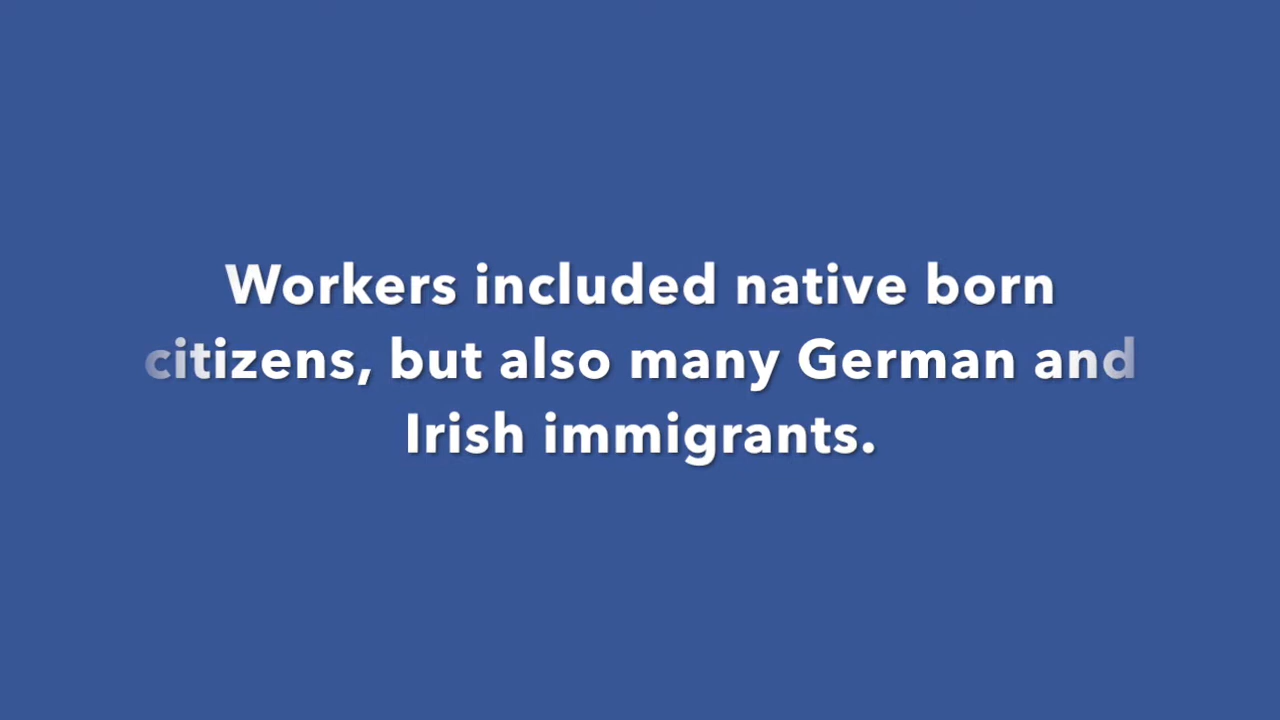 Workers included native born
citizens, but also many German and
Irish immigrants.